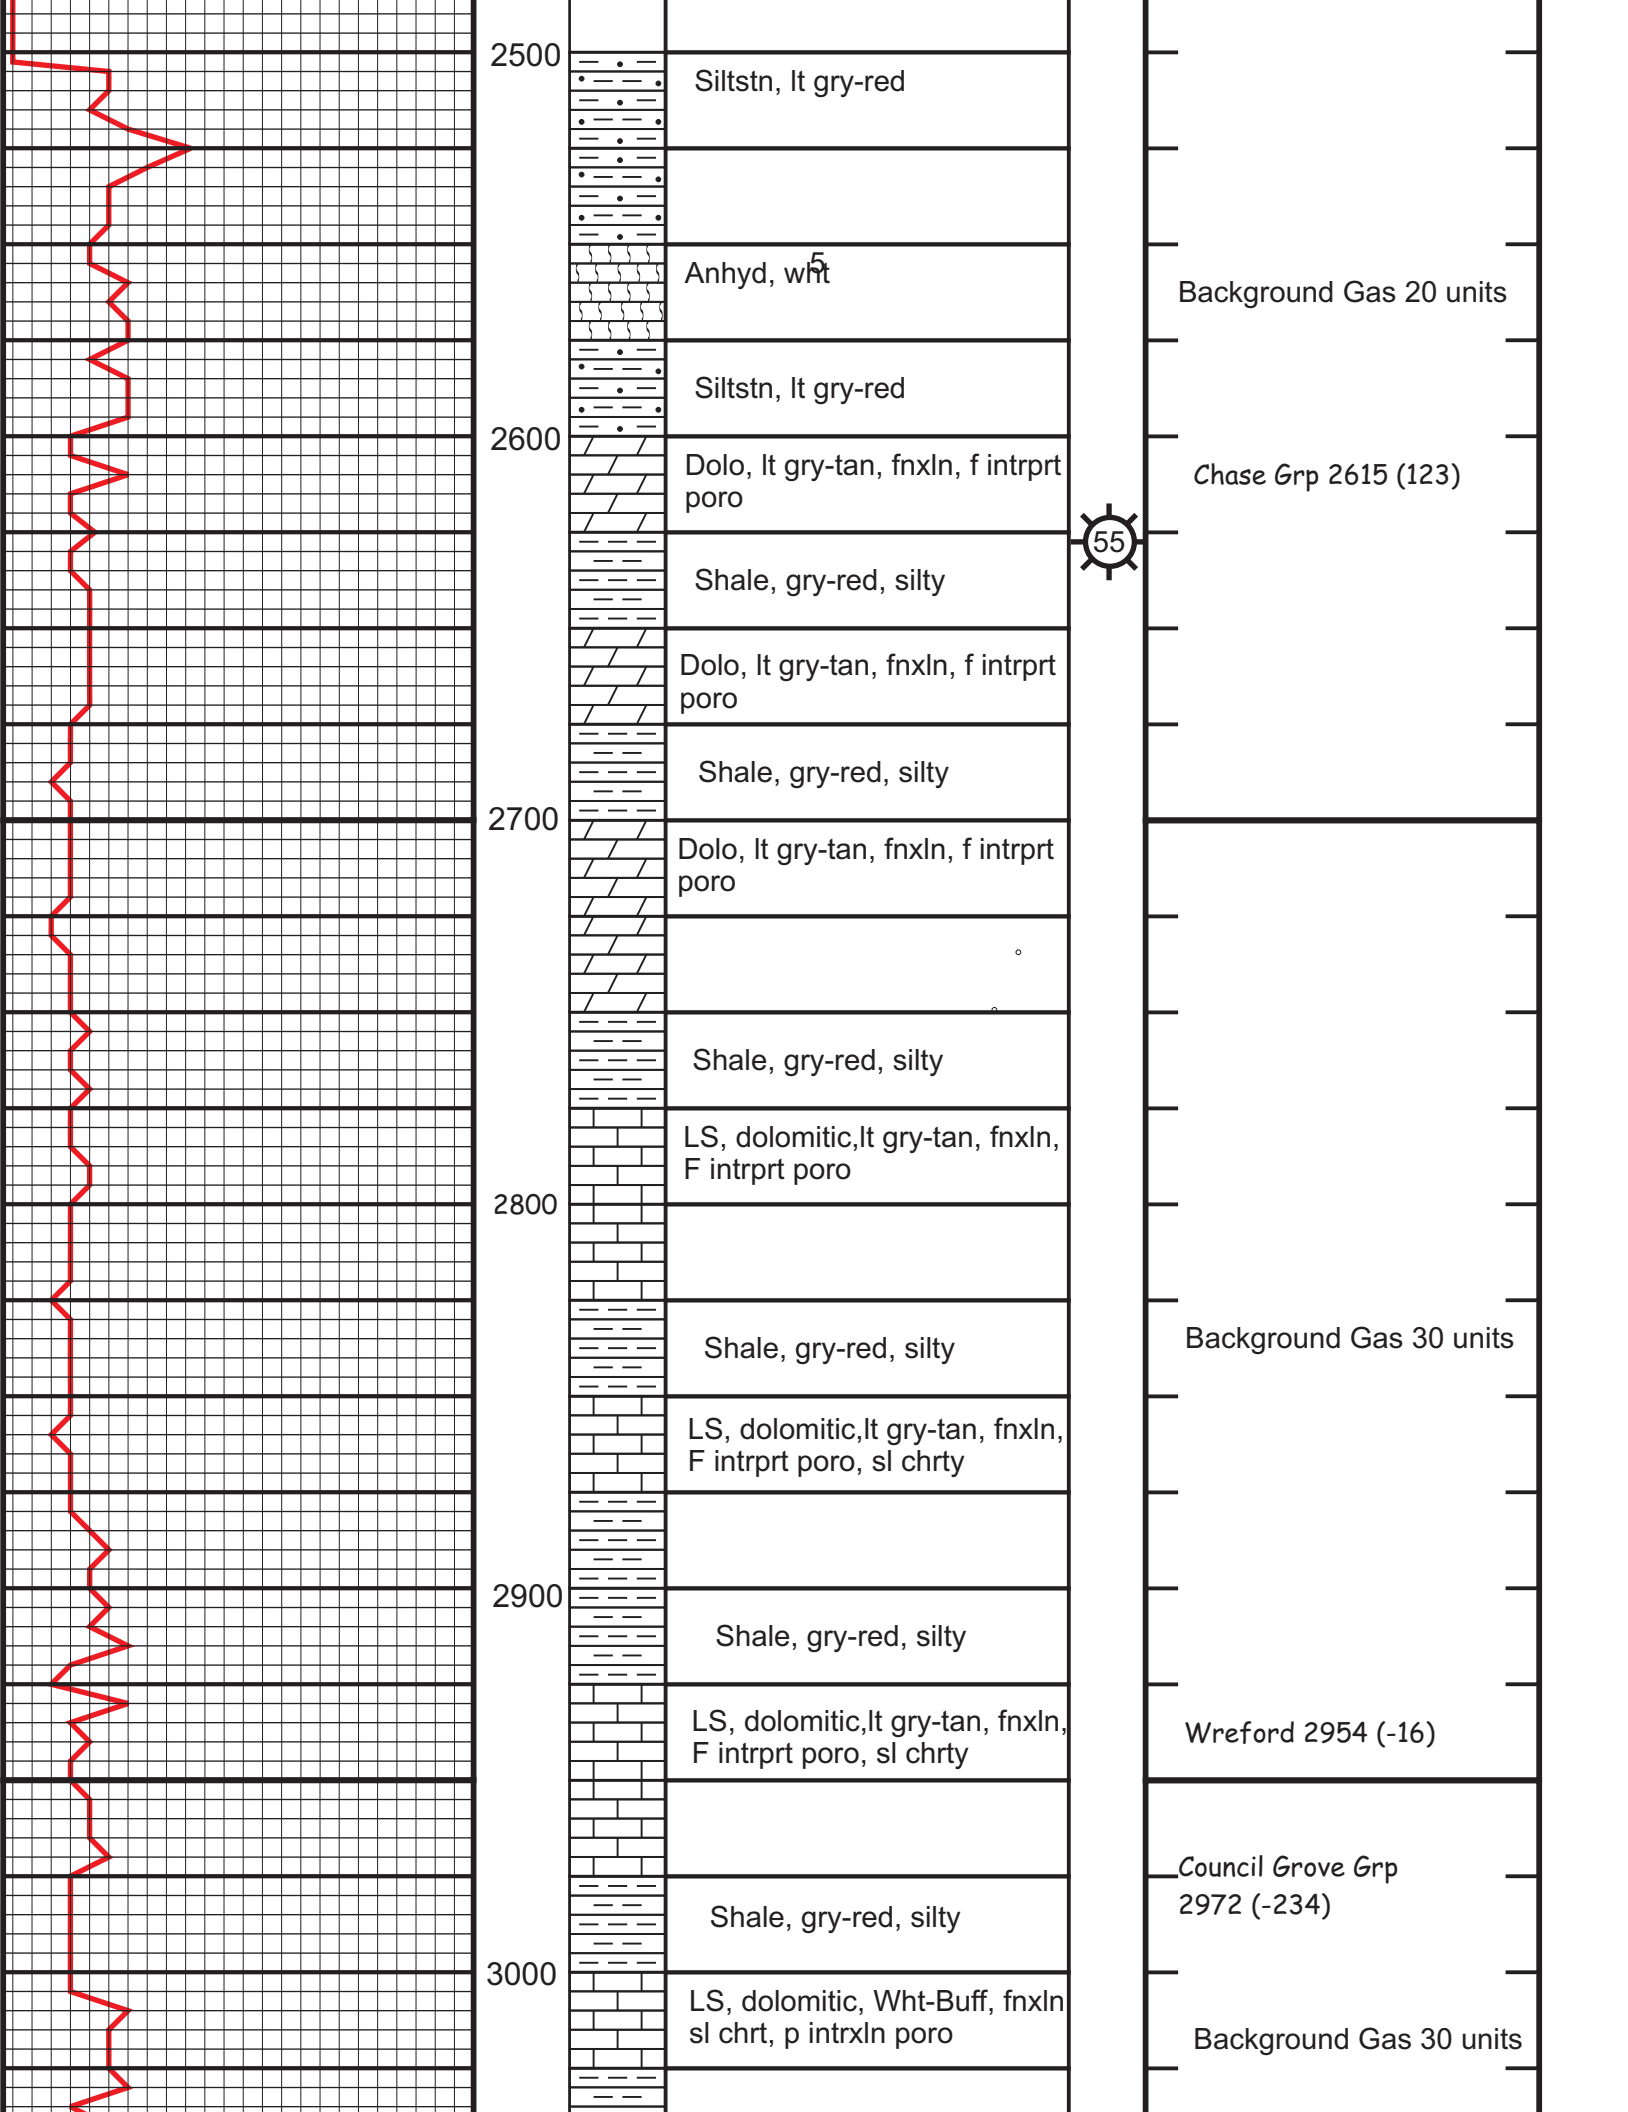 2500
Siltstn, lt gry-red
5
Anhyd, wht
Background Gas 20 units
Siltstn, lt gry-red
2600
Dolo, lt gry-tan, fnxln, f intrprt
poro
Chase Grp 2615 (123)
55
Shale, gry-red, silty
Dolo, lt gry-tan, fnxln, f intrprt
poro
Shale, gry-red, silty
2700
Dolo, lt gry-tan, fnxln, f intrprt
poro
Shale, gry-red, silty
LS, dolomitic,lt gry-tan, fnxln,
F intrprt poro
2800
Shale, gry-red, silty
Background Gas 30 units
LS, dolomitic,lt gry-tan, fnxln,
F intrprt poro, sl chrty
2900
Shale, gry-red, silty
LS, dolomitic,lt gry-tan, fnxln,
F intrprt poro, sl chrty
Wreford 2954 (-16)
Council Grove Grp
2972 (-234)
Shale, gry-red, silty
3000
LS, dolomitic, Wht-Buff, fnxln
sl chrt, p intrxln poro
Background Gas 30 units